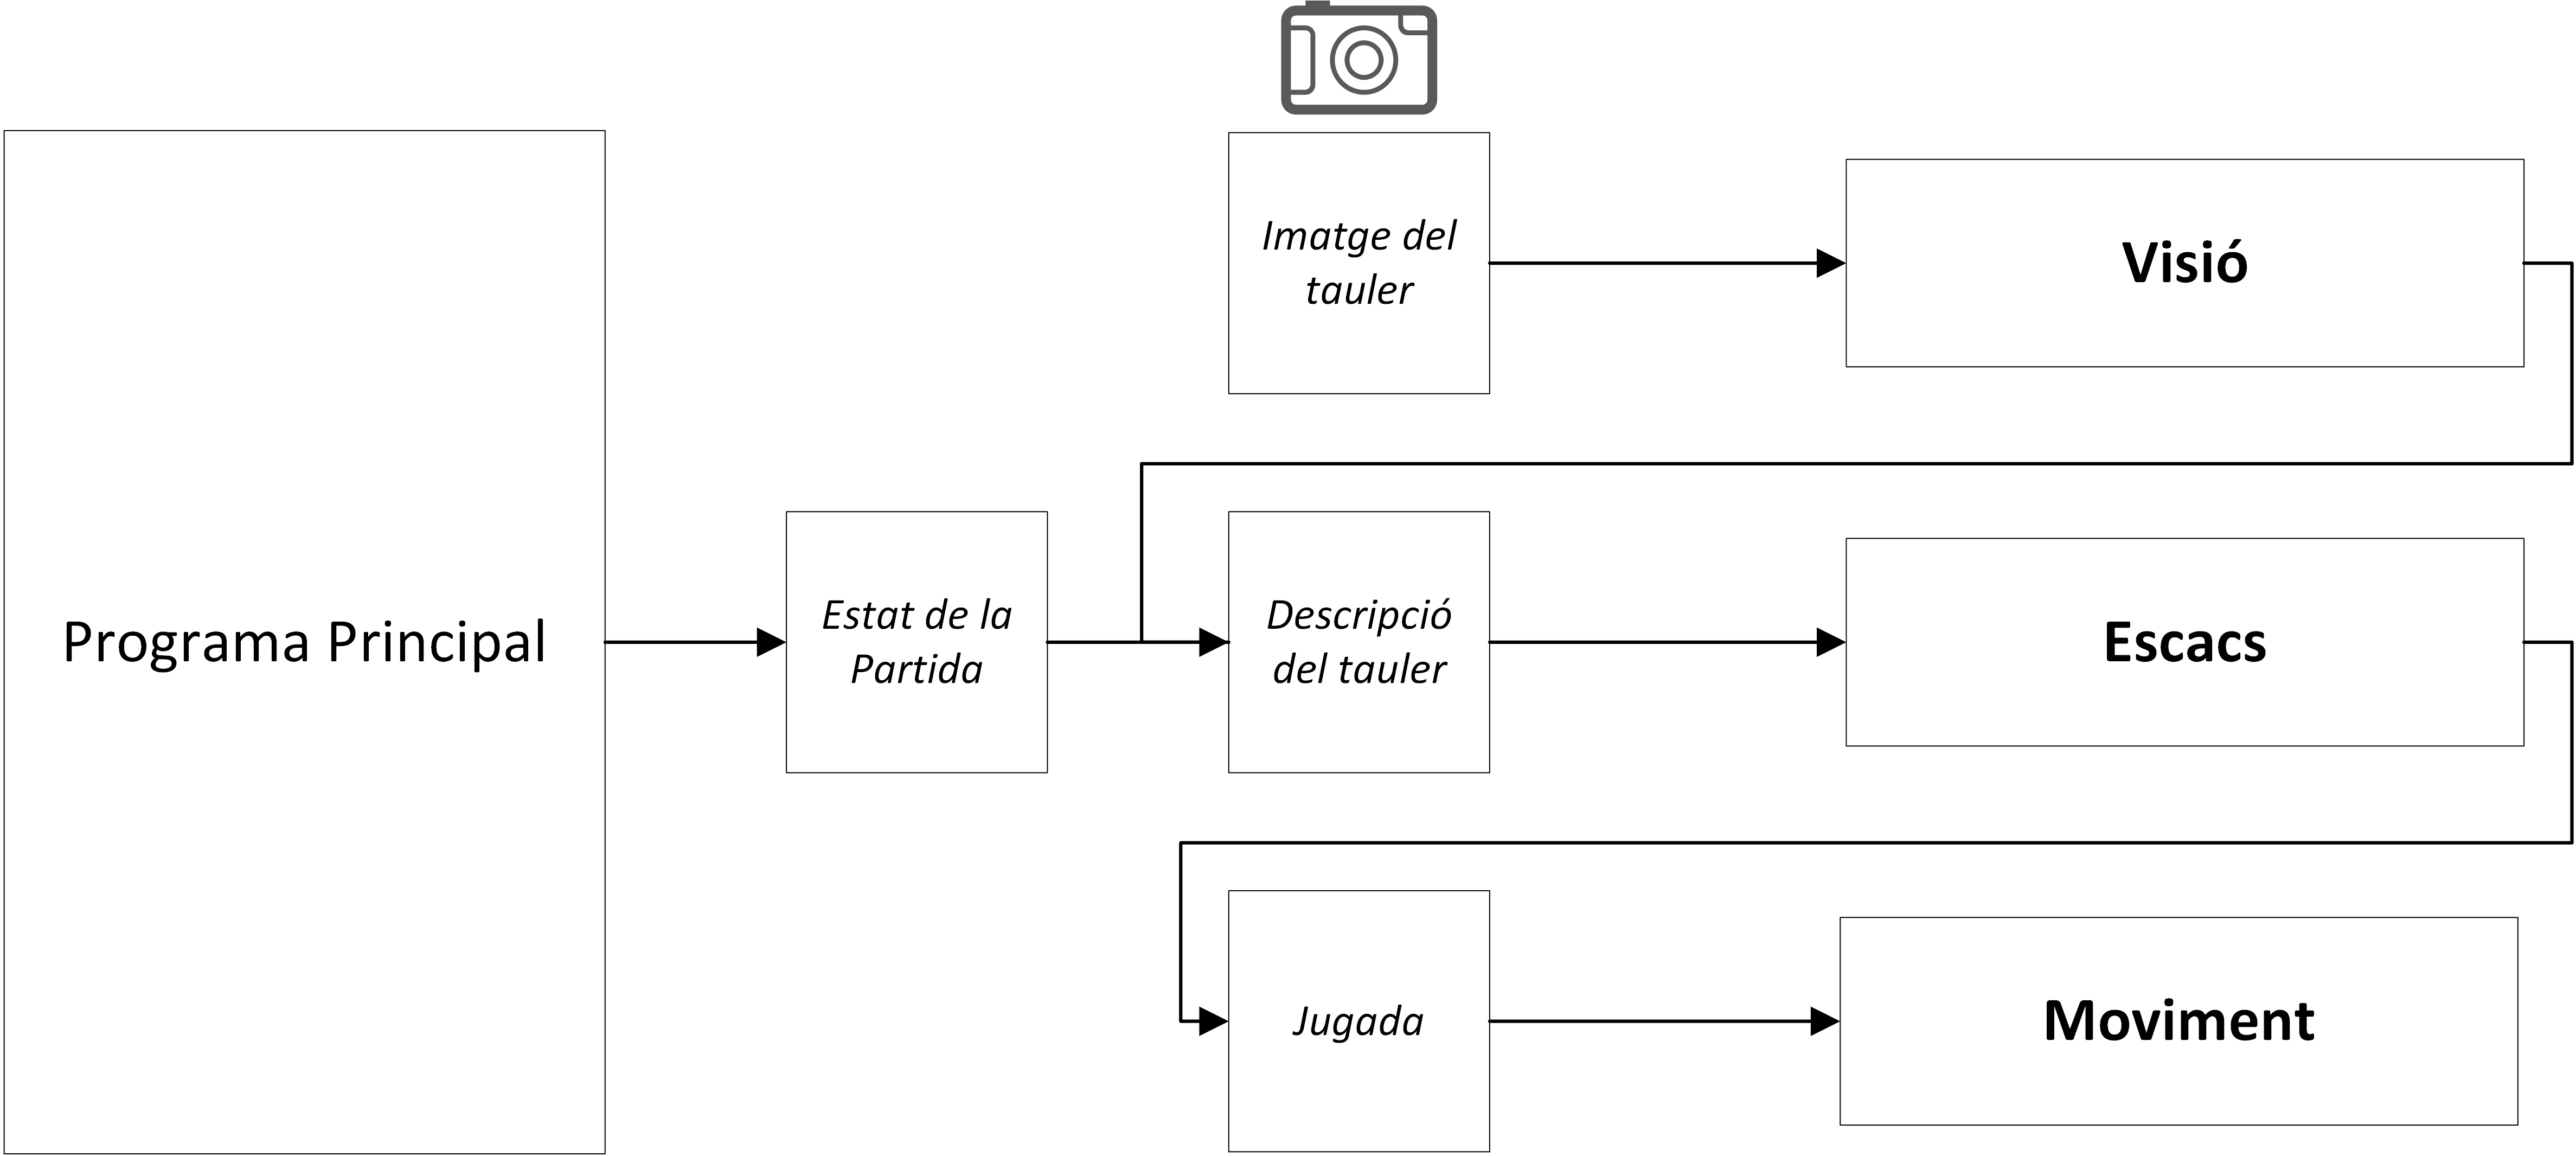 Programa Principal
Imatge del
tauler
Visió
Estat de la
Partida
Descripció
del tauler
Escacs
Jugada
Moviment